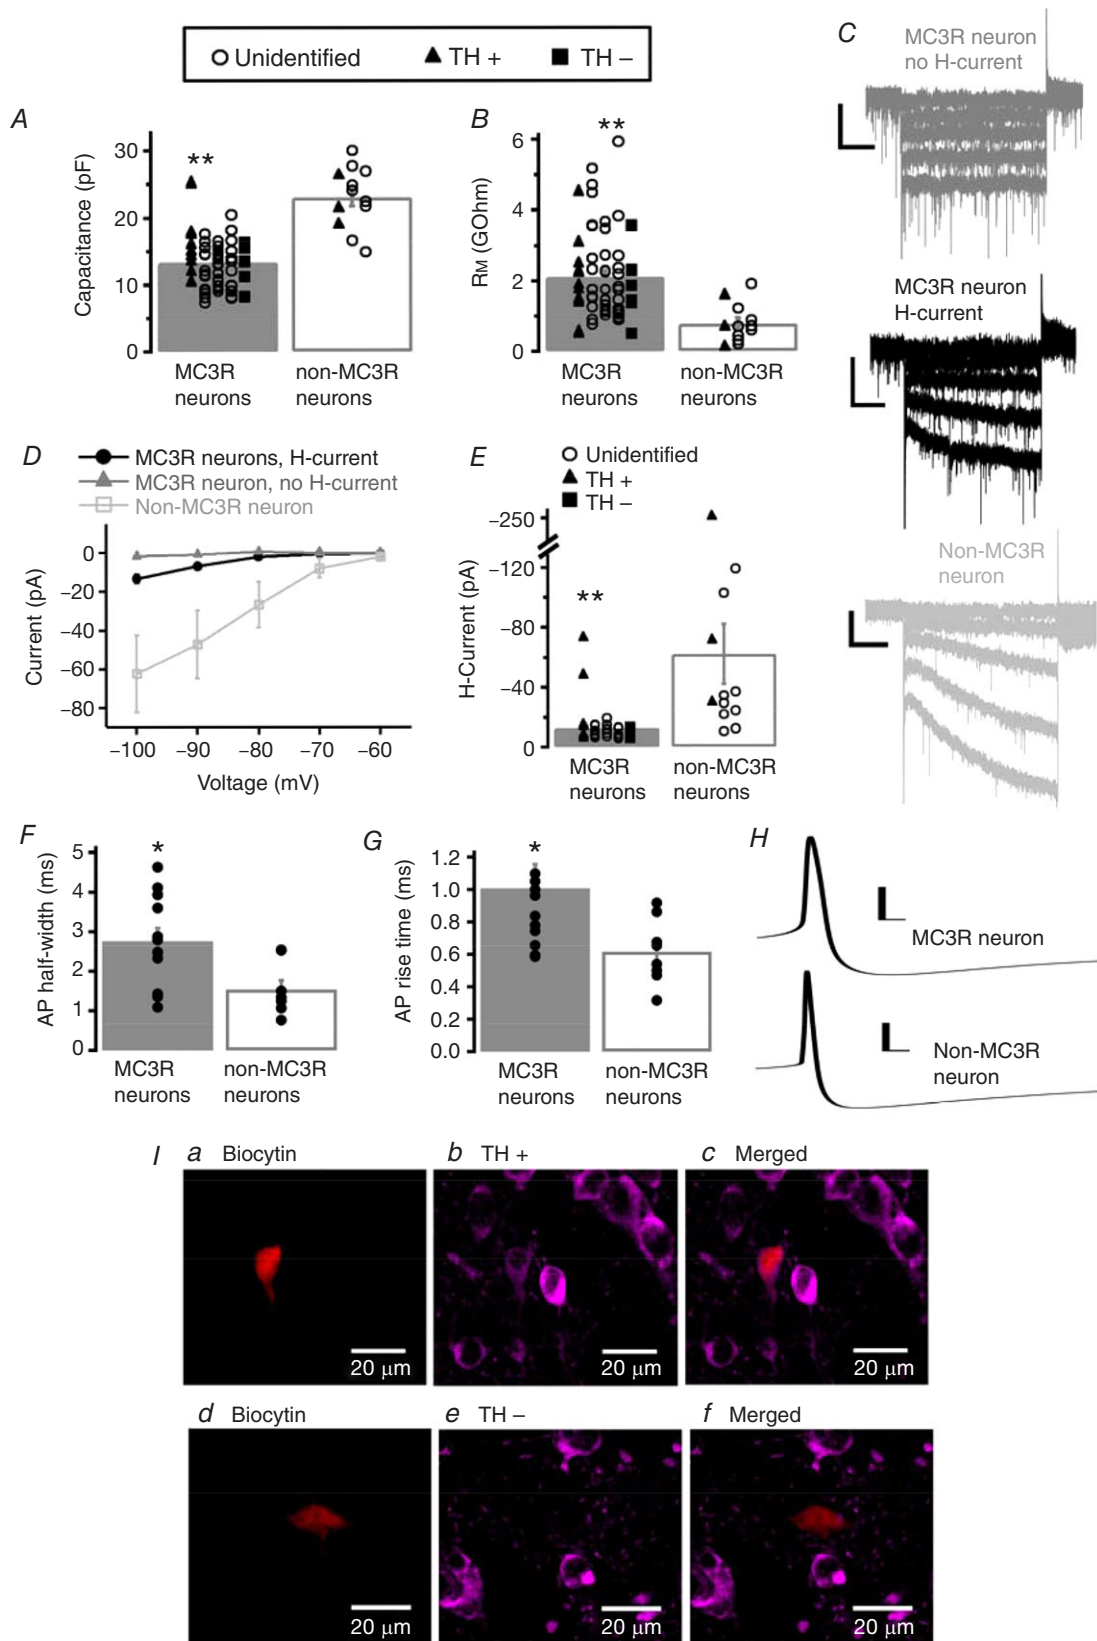 Unidentified TH + TH –
A
Capacitance (pF)
30
20
10
0
**
MC3R neurons
non-MC3R neurons
B
RM (GOhm)
6
4
2
0
**
MC3R neurons
non-MC3R neurons
C
MC3R neuron
no H-current
MC3R neuron
H-current
Non-MC3R
neuron
D
MC3R neurons, H-current
MC3R neuron, no H-current
Non-MC3R neuron
Current (pA)
0
–20
–40
–60
–80
–100 –90 –80 –70 –60
Voltage (mV)
E
Unidentified
TH +
TH –
H-Current (pA)
–250
–120
–80
–40
0
**
MC3R neurons
non-MC3R neurons
F
AP half-width (ms)
5
4
3
2
1
0
*
MC3R neurons
non-MC3R neurons
G
AP rise time (ms)
1.2
1.0
0.8
0.6
0.4
0.2
0.0
*
MC3R neurons
non-MC3R neurons
H
MC3R neuron
Non-MC3R
neuron
I
a Biocytin
20 μm
b TH +
20 μm
c Merged
20 μm
d Biocytin
20 μm
e TH –
20 μm
f Merged
20 μm